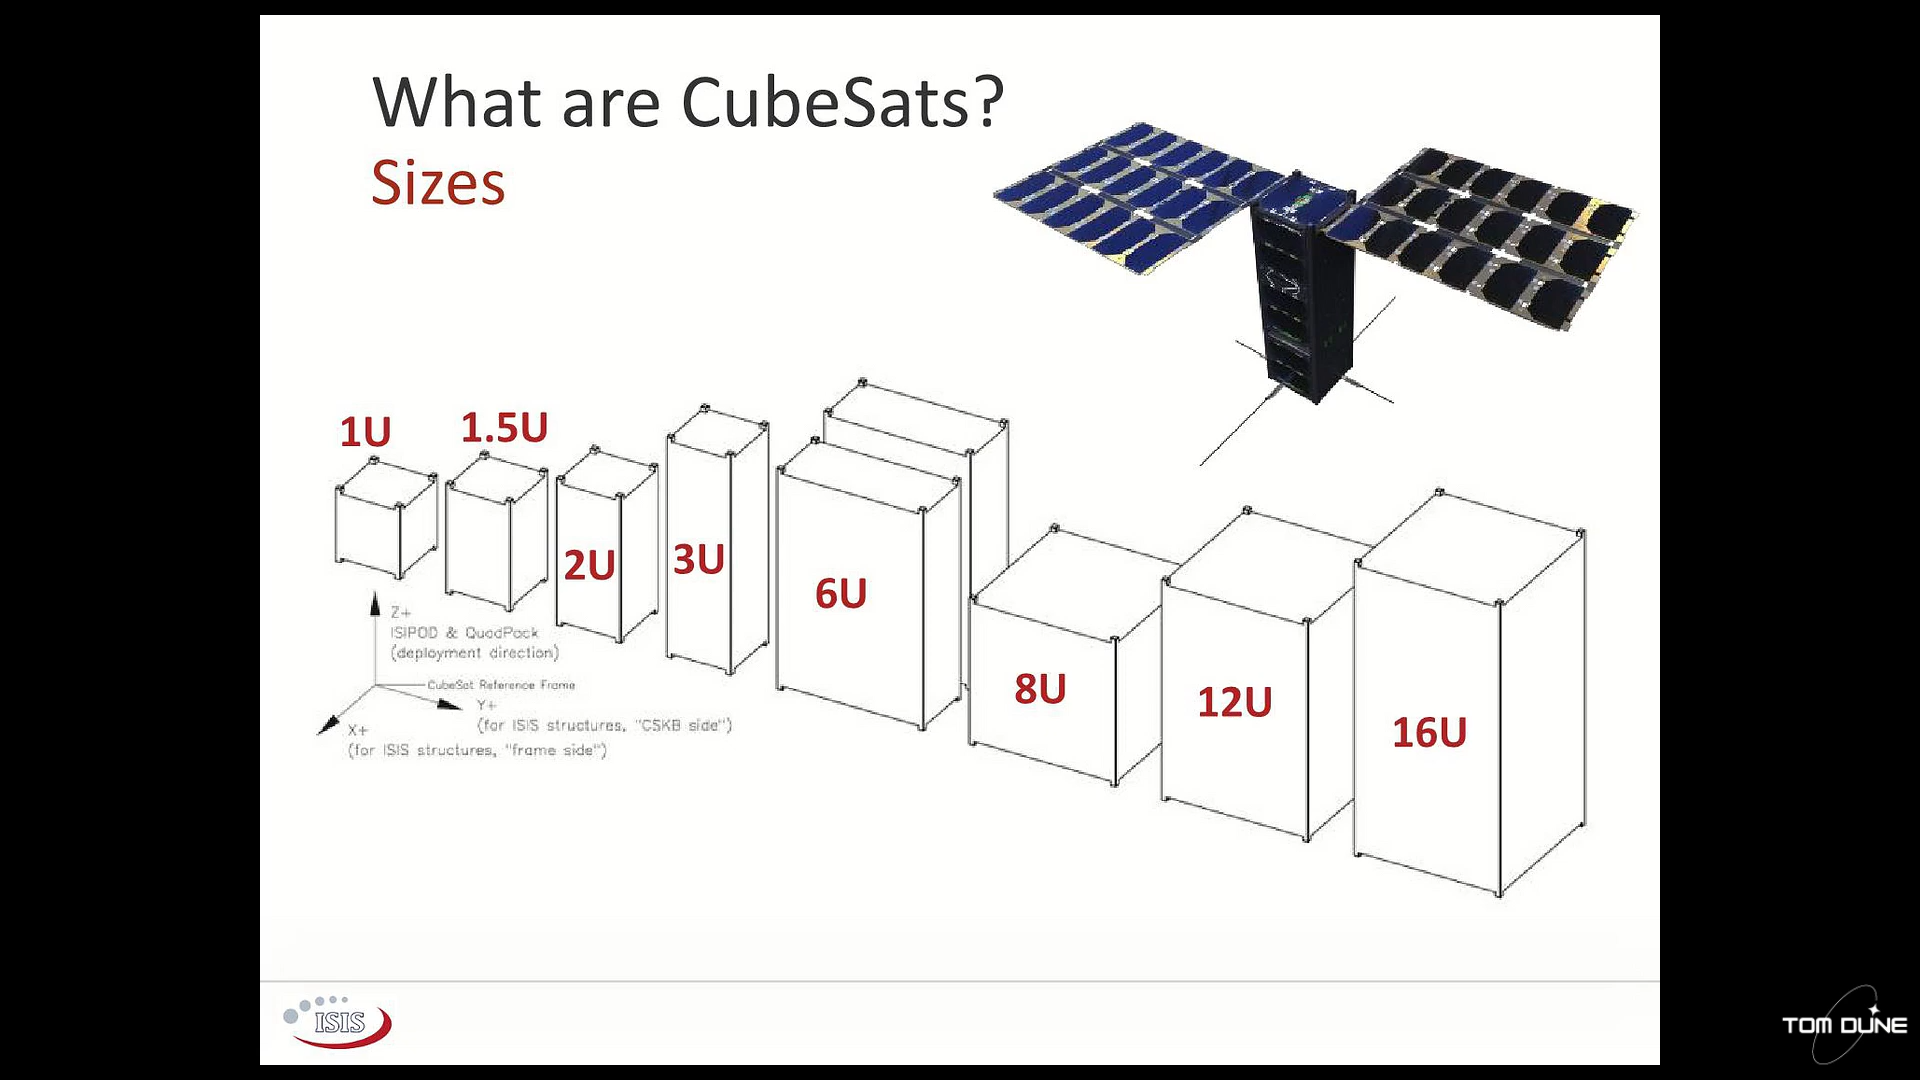 What are CubeSats?
Sizes
1U
1.5U
2U
3U
6U
8U
12U
16U
Z+
ISIPOD & QuadPack
(deployment direction)
CubeSat Reference Frame
Y+
(for ISIS structures, "CSKB side")
X+
(for ISIS structures, "frame side")
ISIS
TOM DUNE